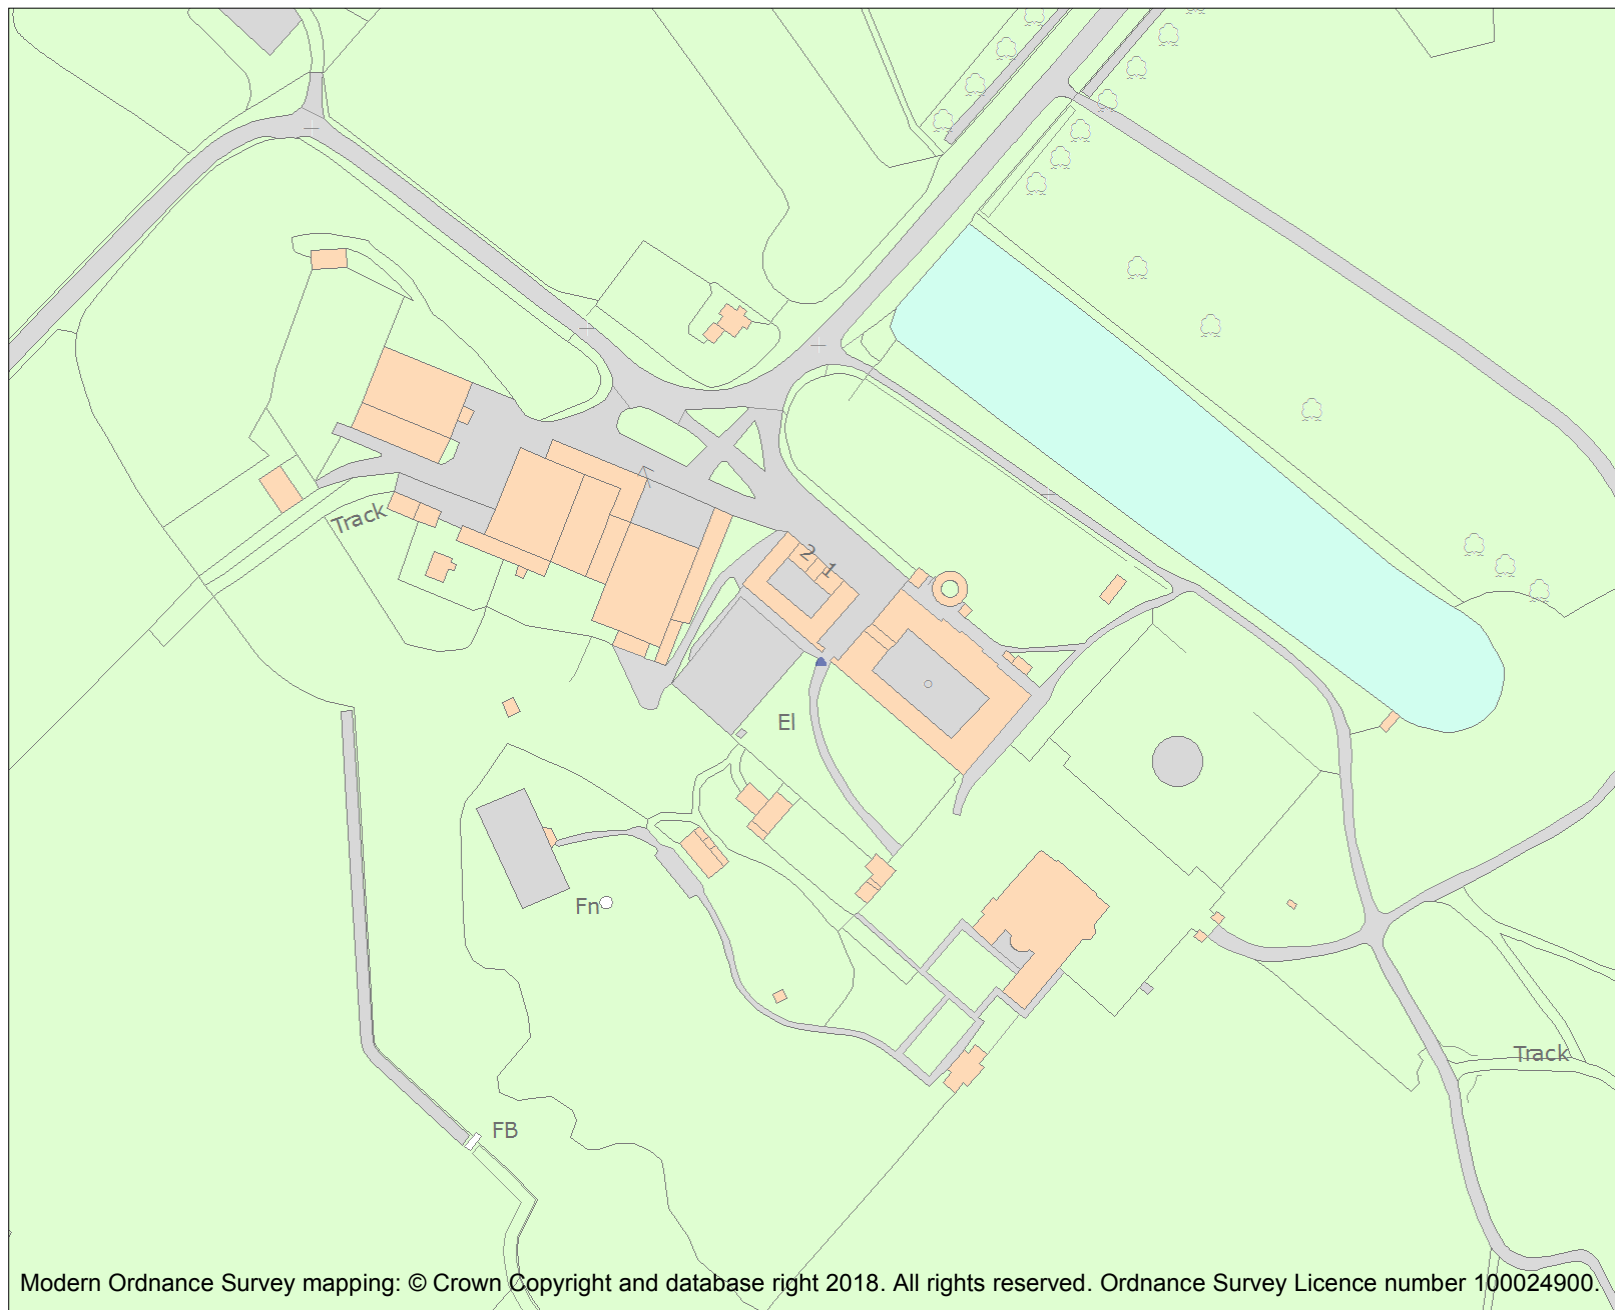 Track
2
1
El
Fn
Track
FB
Modern Ordnance Survey mapping: © Crown Copyright and database right 2018. All rights reserved. Ordnance Survey Licence number 100024900.